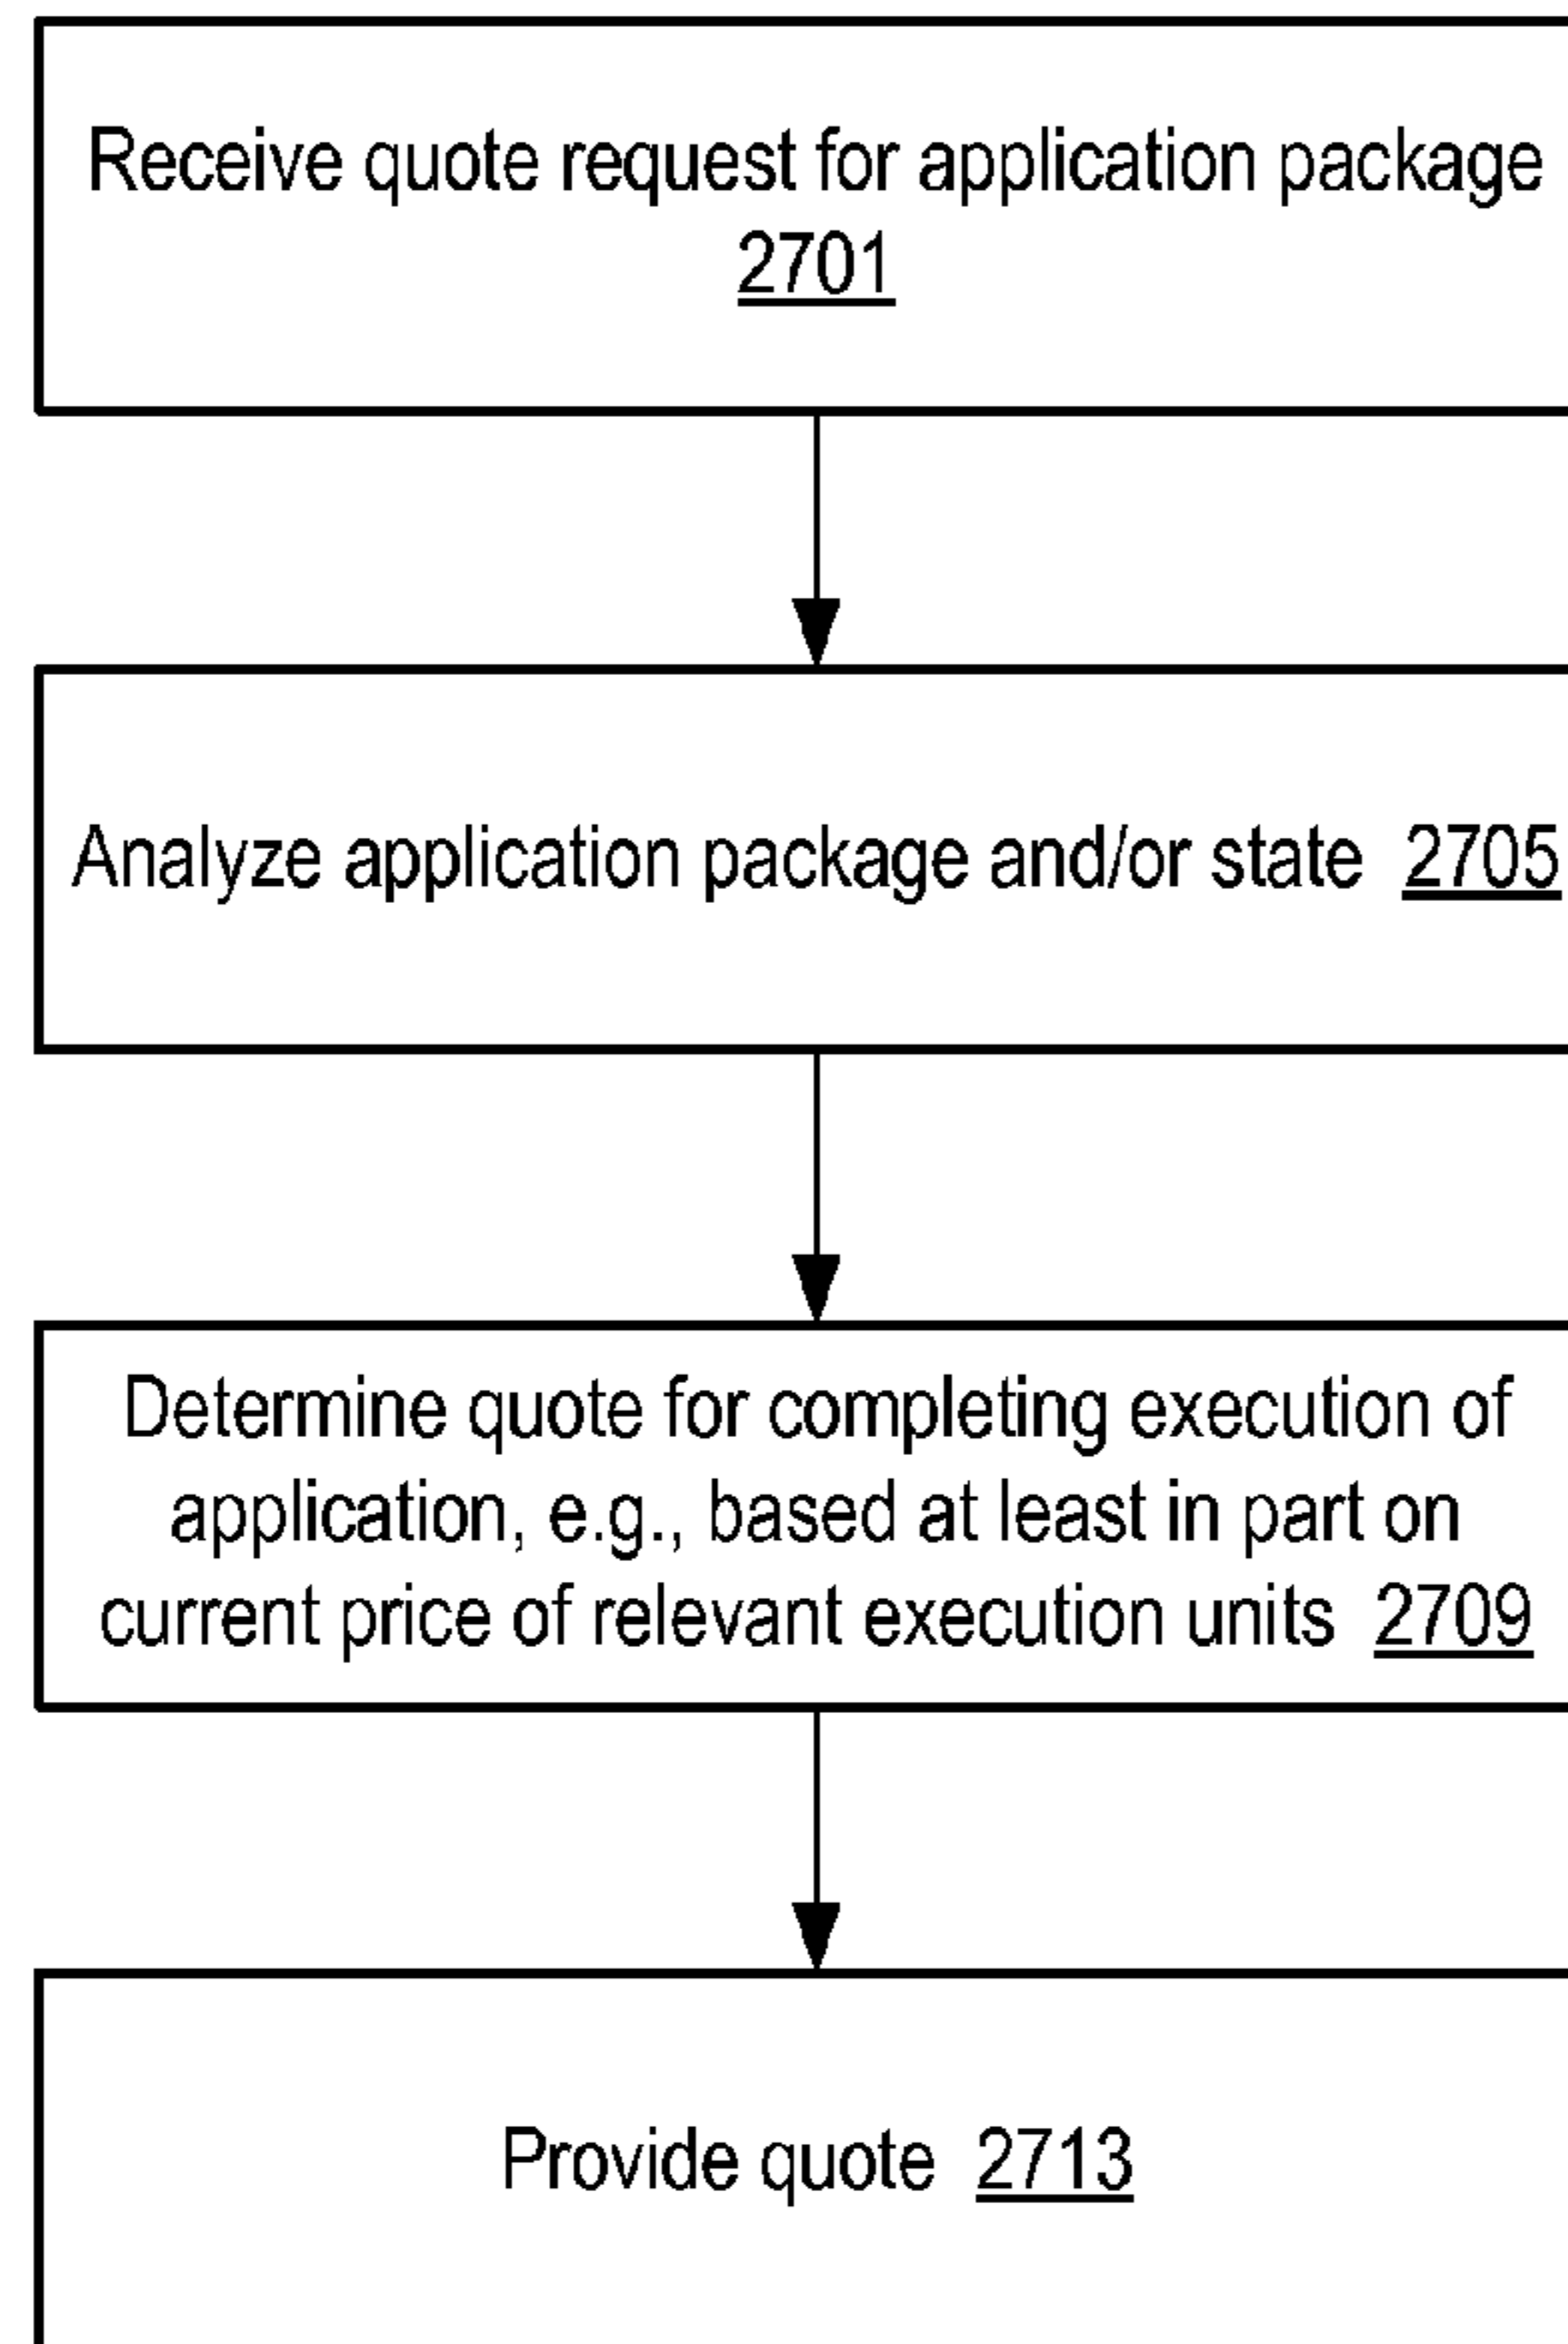 Receive quote request for application package
2701
Analyze application package and/or state 2705
Determine quote for completing execution of
application, e.g., based at least in part on
current price of relevant execution units 2709
Provide quote 2713